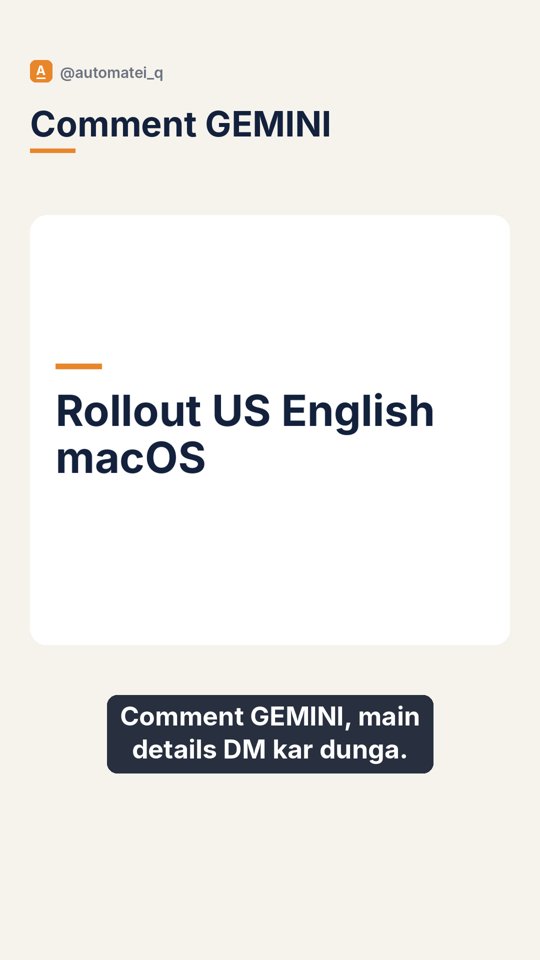 A
@automatei_q
Comment GEMINI
Rollout US English
macOS
Comment GEMINI, main
details DM kar dunga.